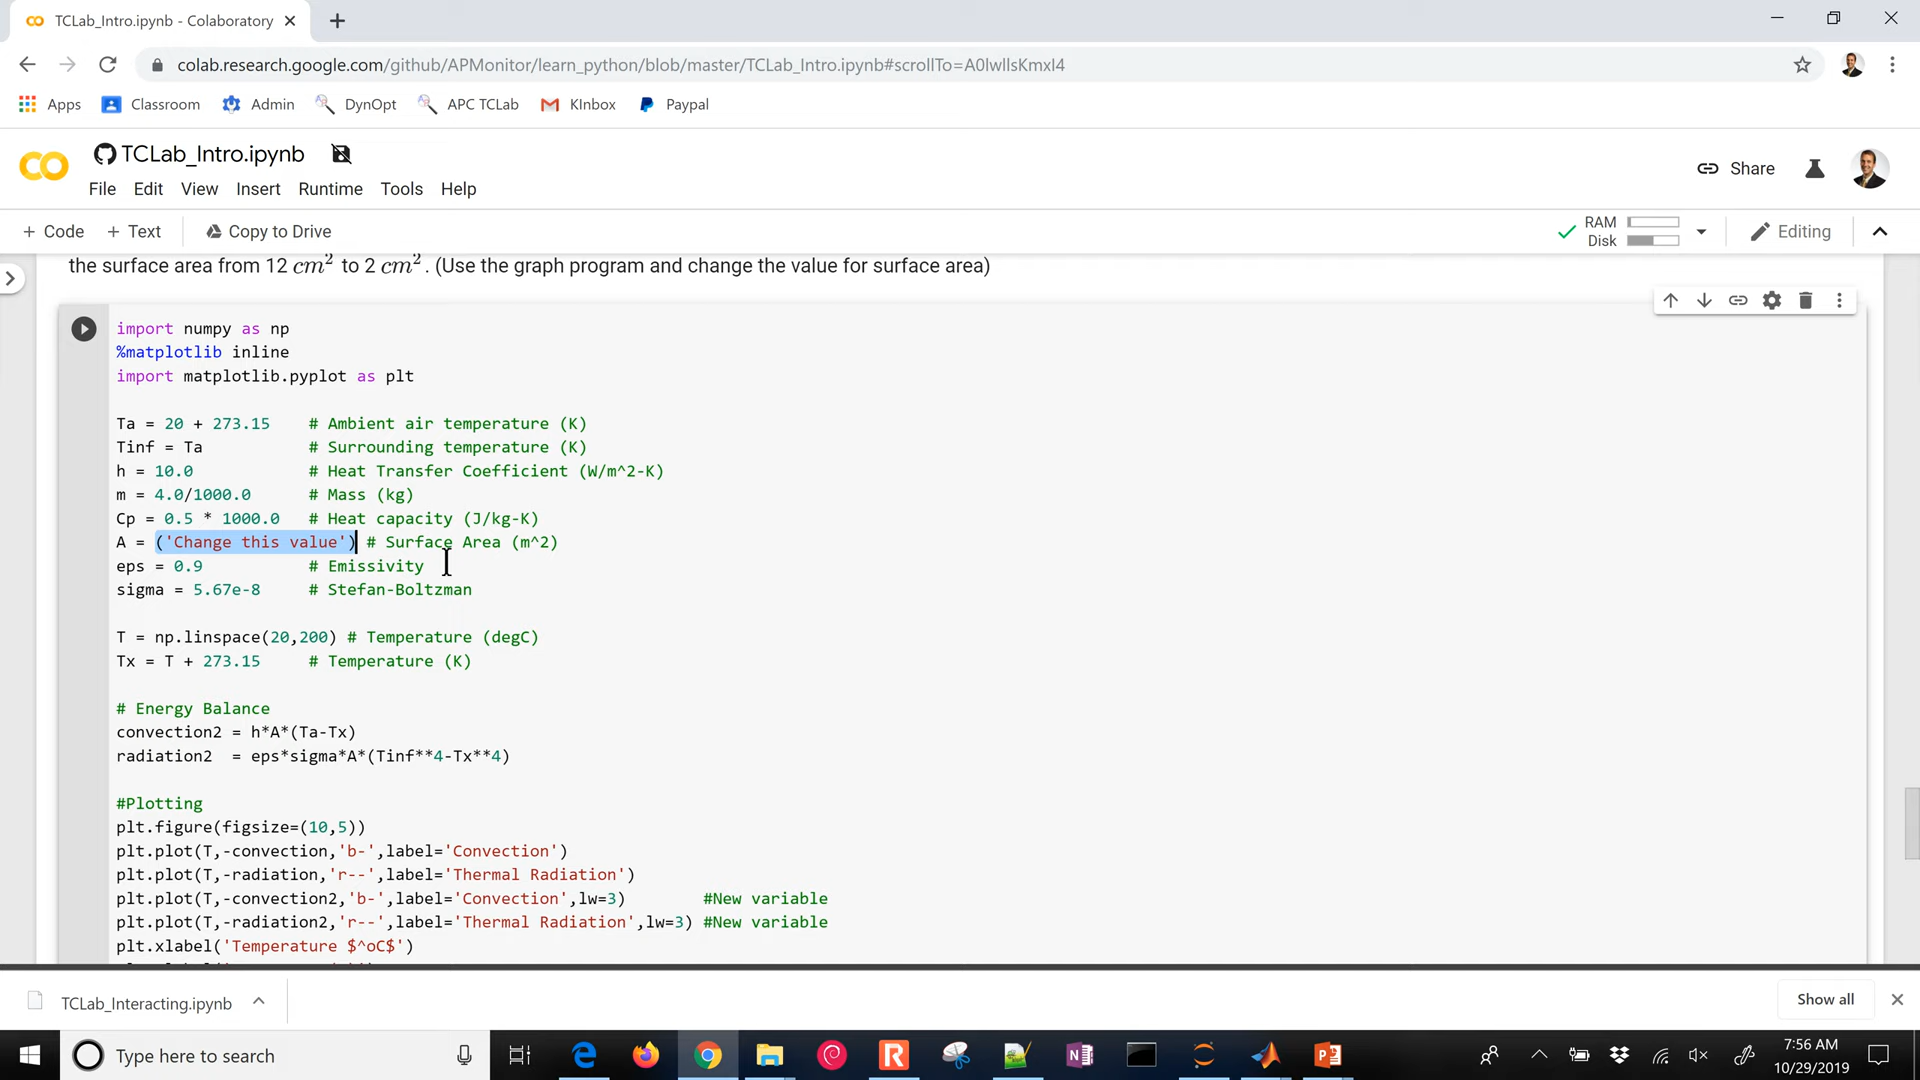 TCLab_Intro.ipynb - Colaboratory
colab.research.google.com/github/APMonitor/learn_python/blob/master/TCLab_Intro.ipynb#scrollTo=A0lwllsKmxI4
Apps Classroom Admin DynOpt APC TCLab KInbox Paypal
TCLab_Intro.ipynb
Share
File Edit View Insert Runtime Tools Help
+ Code + Text Copy to Drive
RAM
Disk
Editing
the surface area from 12 cm² to 2 cm². (Use the graph program and change the value for surface area)
import numpy as np
%matplotlib inline
import matplotlib.pyplot as plt
Ta = 20 + 273.15 # Ambient air temperature (K)
Tinf = Ta # Surrounding temperature (K)
h = 10.0 # Heat Transfer Coefficient (W/m^2-K)
m = 4.0/1000.0 # Mass (kg)
Cp = 0.5 * 1000.0 # Heat capacity (J/kg-K)
A = ('Change this value') # Surface Area (m^2)
eps = 0.9 # Emissivity
sigma = 5.67e-8 # Stefan-Boltzman
T = np.linspace(20,200) # Temperature (degC)
Tx = T + 273.15 # Temperature (K)
# Energy Balance
convection2 = h*A*(Ta-Tx)
radiation2 = eps*sigma*A*(Tinf**4-Tx**4)
#Plotting
plt.figure(figsize=(10,5))
plt.plot(T,-convection,'b-',label='Convection')
plt.plot(T,-radiation,'r--',label='Thermal Radiation')
plt.plot(T,-convection2,'b-',label='Convection',lw=3) #New variable
plt.plot(T,-radiation2,'r--',label='Thermal Radiation',lw=3) #New variable
plt.xlabel('Temperature $^oC$')
TCLab_Interacting.ipynb
Show all
Type here to search
7:56 AM
10/29/2019